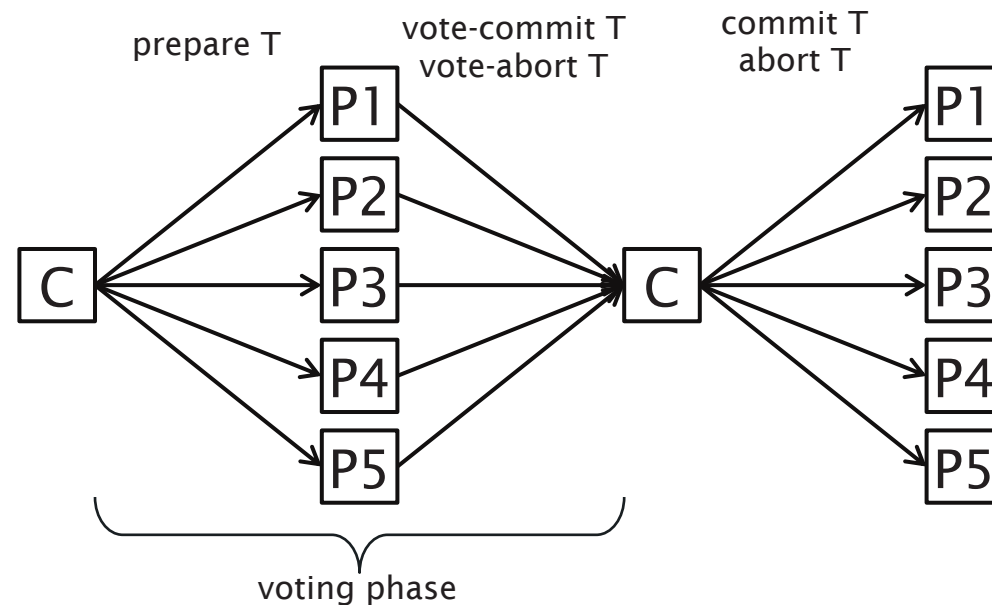 prepare T
vote-commit T
vote-abort T
commit T
abort T
P1
P2
P3
P4
P5
C
C
P1
P2
P3
P4
P5
voting phase